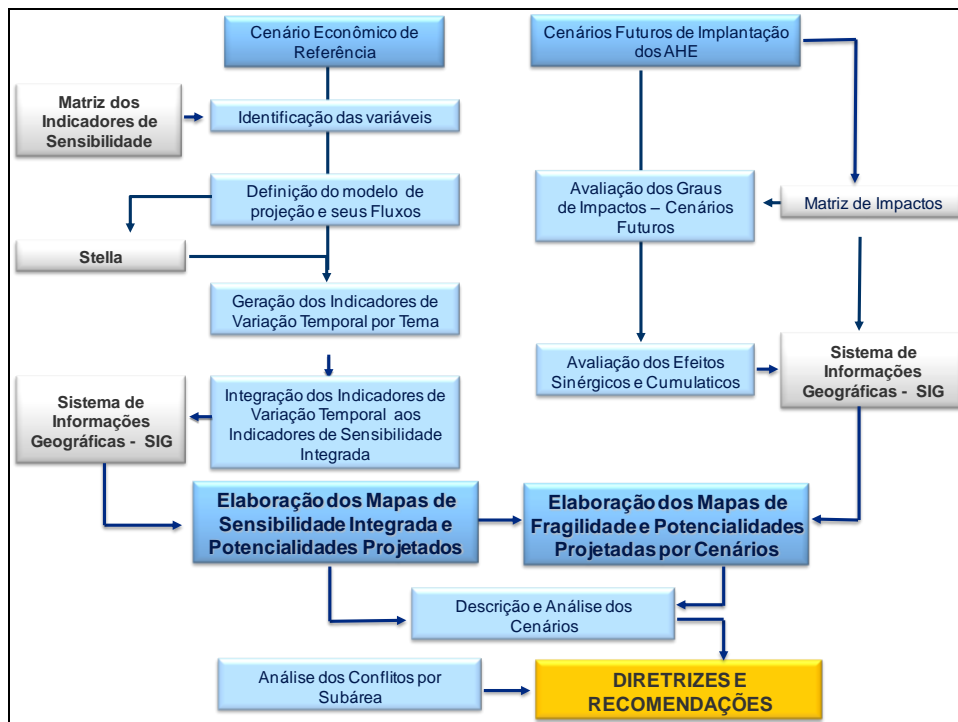 Cenário Econômico de
Referência
Cenários Futuros de Implantação
dos AHE
Matriz dos
Indicadores de
Sensibilidade
Identificação das variáveis
Definição do modelo de
projeção e seus Fluxos
Avaliação dos Graus
de Impactos – Cenários
Futuros
Matriz de Impactos
Stella
Geração dos Indicadores de
Variação Temporal por Tema
Avaliação dos Efeitos
Sinérgicos e Cumulaticos
Sistema de
Informações
Geográficas - SIG
Sistema de
Informações
Geográficas - SIG
Integração dos Indicadores de
Variação Temporal aos
Indicadores de Sensibilidade
Integrada
Elaboração dos Mapas de
Sensibilidade Integrada e
Potencialidades Projetados
Elaboração dos Mapas de
Fragilidade e Potencialidades
Projetadas por Cenários
Descrição e Análise dos
Cenários
Análise dos Conflitos por
Subárea
DIRETRIZES E
RECOMENDAÇÕES